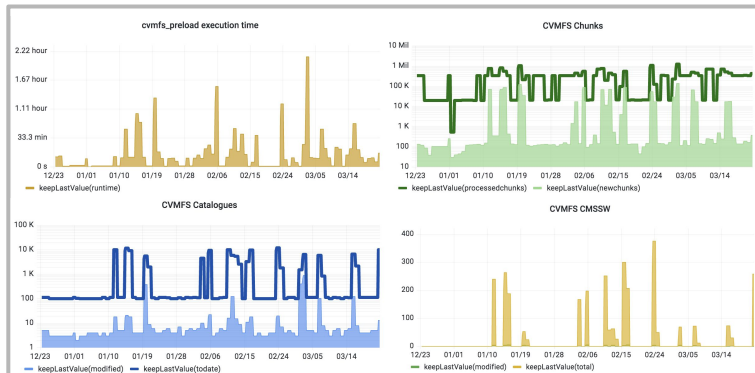 cvmfs_preload execution time
2.22 hour
1.67 hour
1.11 hour
33.3 min
0 s
12/23 01/01 01/10 01/19 01/28 02/06 02/15 02/24 03/05 03/14
keepLastValue(runtime)
CVMFS Chunks
10 Mil
1 Mil
100 K
10 K
1 K
100
10
12/23 01/01 01/10 01/19 01/28 02/06 02/15 02/24 03/05 03/14
keepLastValue(processedchunks) keepLastValue(newchunks)
CVMFS Catalogues
100 K
10 K
1 K
100
10
1
12/23 01/01 01/10 01/19 01/28 02/06 02/15 02/24 03/05 03/14
keepLastValue(modified) keepLastValue(todate)
CVMFS CMSSW
400
300
200
100
0
12/23 01/01 01/10 01/19 01/28 02/06 02/15 02/24 03/05 03/14
keepLastValue(modified) keepLastValue(total)